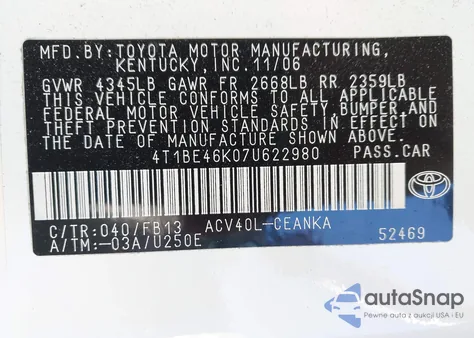 MFD. BY: TOYOTA MOTOR MANUFACTURING,
KENTUCKY, INC. 11/06
GVWR 4345LB GAWR FR 2668LB RR 2359LB
THIS VEHICLE CONFORMS TO ALL APPLICABLE
FEDERAL MOTOR VEHICLE SAFETY, BUMPER, AND
THEFT PREVENTION STANDARDS IN EFFECT ON
THE DATE OF MANUFACTURE SHOWN ABOVE.
4T1BE46K07U622980 PASS.CAR
C/TR: 040/FB13 ACV40L-CEANKA
A/TM: -03A/U250E 52469
autoSnap
Pewne auta z aukcji USA i EU